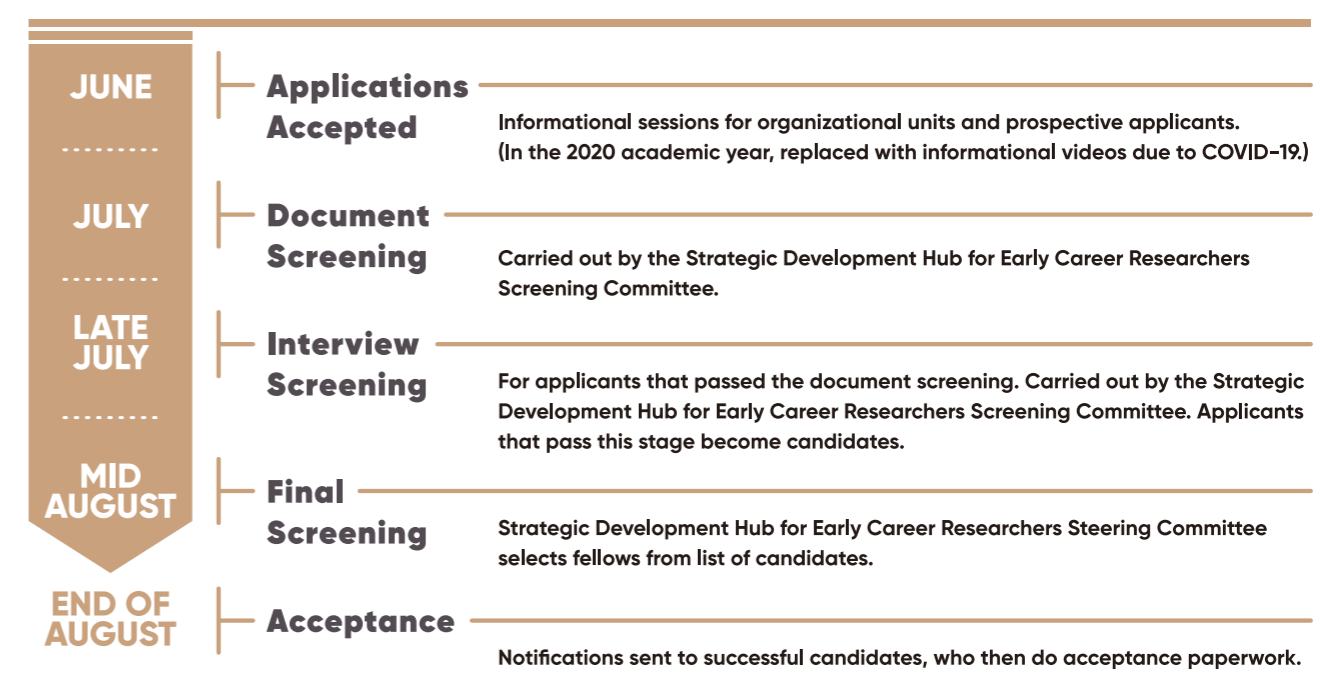 JUNE
Applications
Accepted
Informational sessions for organizational units and prospective applicants.
(In the 2020 academic year, replaced with informational videos due to COVID-19.)
JULY
Document
Screening
Carried out by the Strategic Development Hub for Early Career Researchers
Screening Committee.
LATE
JULY
Interview
Screening
For applicants that passed the document screening. Carried out by the Strategic
Development Hub for Early Career Researchers Screening Committee. Applicants
that pass this stage become candidates.
MID
AUGUST
Final
Screening
Strategic Development Hub for Early Career Researchers Steering Committee
selects fellows from list of candidates.
END OF
AUGUST
Acceptance
Notifications sent to successful candidates, who then do acceptance paperwork.